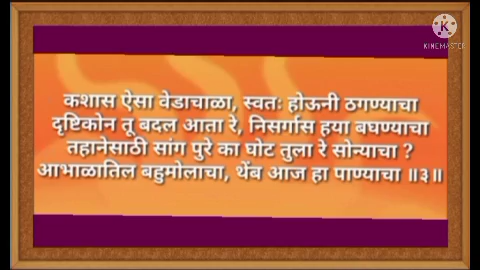 KINEMASTER
कशास ऐसा वेडाचाळा, स्वतः होऊनी ठगण्याचा
दृष्टिकोन तू बदल आता रे, निसर्गास हया बघण्याचा
तहानेसाठी सांग पुरे का घोट तुला रे सोन्याचा ?
आभाळातिल बहुमोलाचा, थेंब आज हा पाण्याचा ॥३॥